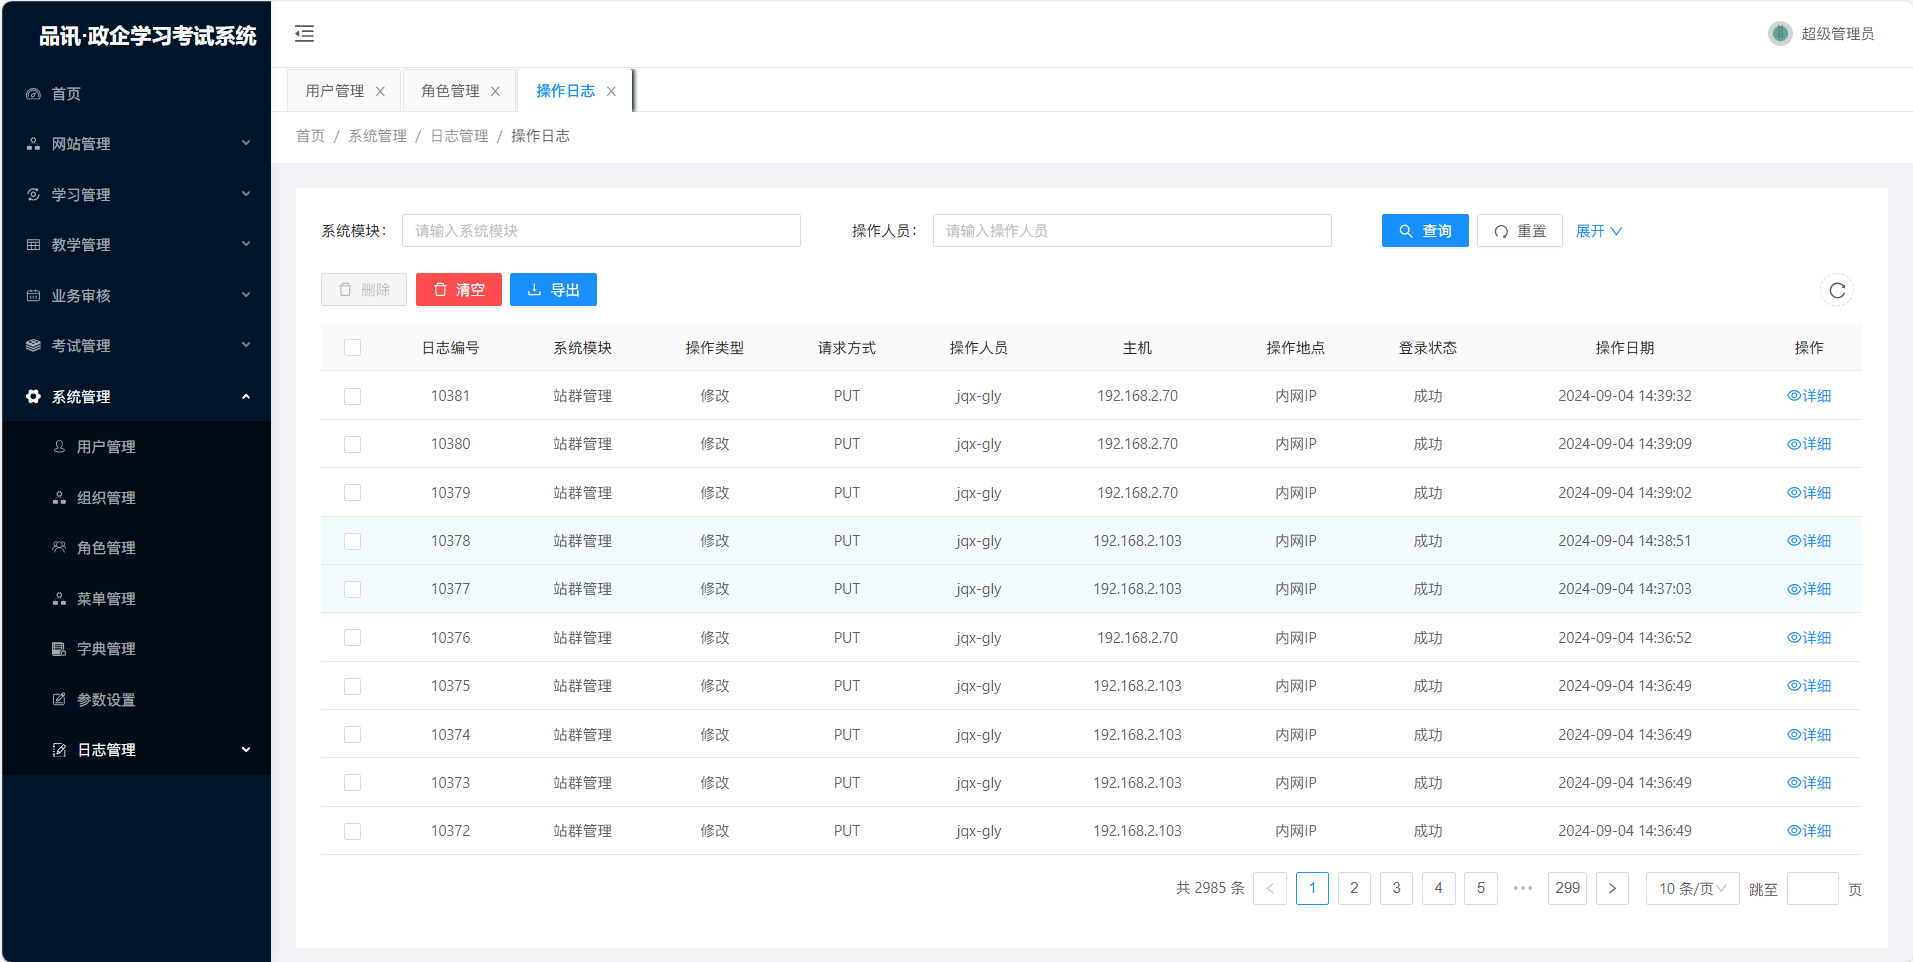 品讯·政企学习考试系统
首页
网站管理
学习管理
教学管理
业务审核
考试管理
系统管理
用户管理
组织管理
角色管理
菜单管理
字典管理
参数设置
日志管理
超级管理员
用户管理 X 角色管理 X 操作日志 X
首页 / 系统管理 / 日志管理 / 操作日志
系统模块: 请输入系统模块 操作人员: 请输入操作人员 查询 重置 展开
删除 清空 导出
日志编号 系统模块 操作类型 请求方式 操作人员 主机 操作地点 登录状态 操作日期 操作
10381 站群管理 修改 PUT jqx-gly 192.168.2.70 内网IP 成功 2024-09-04 14:39:32 详细
10380 站群管理 修改 PUT jqx-gly 192.168.2.70 内网IP 成功 2024-09-04 14:39:09 详细
10379 站群管理 修改 PUT jqx-gly 192.168.2.70 内网IP 成功 2024-09-04 14:39:02 详细
10378 站群管理 修改 PUT jqx-gly 192.168.2.103 内网IP 成功 2024-09-04 14:38:51 详细
10377 站群管理 修改 PUT jqx-gly 192.168.2.103 内网IP 成功 2024-09-04 14:37:03 详细
10376 站群管理 修改 PUT jqx-gly 192.168.2.70 内网IP 成功 2024-09-04 14:36:52 详细
10375 站群管理 修改 PUT jqx-gly 192.168.2.103 内网IP 成功 2024-09-04 14:36:49 详细
10374 站群管理 修改 PUT jqx-gly 192.168.2.103 内网IP 成功 2024-09-04 14:36:49 详细
10373 站群管理 修改 PUT jqx-gly 192.168.2.103 内网IP 成功 2024-09-04 14:36:49 详细
10372 站群管理 修改 PUT jqx-gly 192.168.2.103 内网IP 成功 2024-09-04 14:36:49 详细
共 2985 条 < 1 2 3 4 5 ••• 299 > 10 条/页 跳至 页